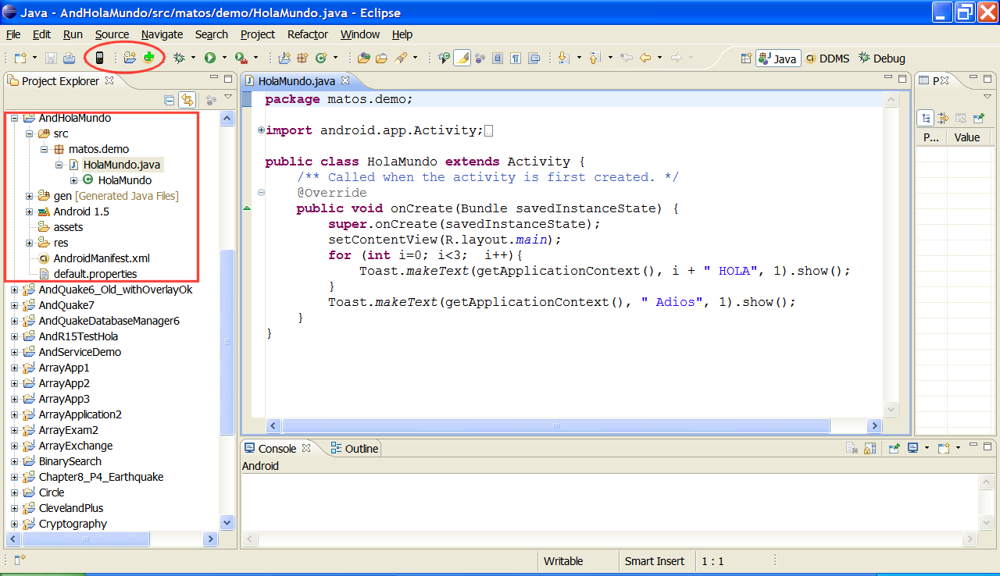 Java - AndHolaMundo/src/matos/demo/HolaMundo.java - Eclipse
File Edit Run Source Navigate Search Project Refactor Window Help
Java DDMS Debug
Project Explorer
AndHolaMundo
src
matos.demo
HolaMundo.java
HolaMundo
gen [Generated Java Files]
Android 1.5
assets
res
AndroidManifest.xml
default.properties
AndQuake6_Old_withOverlayOk
AndQuake7
AndQuakeDatabaseManager6
AndR15TestHola
AndServiceDemo
ArrayApp1
ArrayApp2
ArrayApp3
ArrayApplication2
ArrayExam2
ArrayExchange
BinarySearch
Chapter8_P4_Earthquake
Circle
ClevelandPlus
Cryptography
HolaMundo.java
package matos.demo;
import android.app.Activity;
public class HolaMundo extends Activity {
/** Called when the activity is first created. */
@Override
public void onCreate(Bundle savedInstanceState) {
super.onCreate(savedInstanceState);
setContentView(R.layout.main);
for (int i=0; i<3;  i++){
Toast.makeText(getApplicationContext(), i + " HOLA", 1).show();
}
Toast.makeText(getApplicationContext(), " Adios", 1).show();
}
}
P
P... Value
Console Outline
Android
Writable Smart Insert 1 : 1